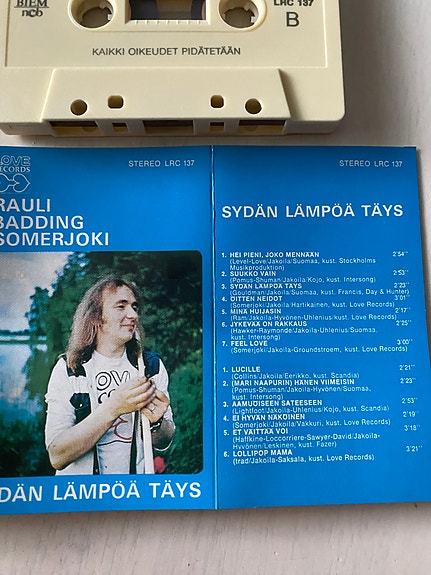 BIEM
ncb
LRC 137
B
KAIKKI OIKEUDET PIDÄTETÄÄN
LOVE
RECORDS
STEREO LRC 137
RAULI
BADDING
SOMERJOKI
DÄN LÄMPÖÄ TÄYS
STEREO LRC 137
SYDÄN LÄMPÖÄ TÄYS
1. HEI PIENI, JOKO MENNÄÄN 2'54"
(Level-Love/Jakoila/Suomaa, kust. Stockholms
Musikproduktion)
2. SUUKKO VAIN 2'53"
(Pomus-Shuman/Jakoila/Kojo, kust. Intersong)
3. SYDÄN LÄMPÖÄ TÄYS 2'23"
(Gouldman/Jakoila/Suomaa, kust. Francis, Day & Hunter)
4. ÖITTEN NEIDOT 3'01"
(Somerjoki/Jakoila/Hartikainen, kust. Love Records)
5. MINÄ HUIJASIN 2'17"
(Ram/Jakoila-Hyvönen-Uhlenius/kust. Love Records)
6. JYKEVÄÄ ON RAKKAUS 2'25"
(Hawker-Raymonde/Jakoila-Uhlenius/Suomaa,
kust. Intersong)
7. FEEL LOVE 3'00"
(Somerjoki/Jakoila-Groundstroem, kust. Love Records)
1. LUCILLE 2'21"
(Collins/Jakoila/Eerikko, kust. Scandia)
2. (MARI NAAPURIN) HÄNEN VIIMEISIN 2'23"
(Pomus-Shuman/Jakoila-Hyvönen/Suomaa,
kust. Intersong)
3. AAMUDISEEN SATEESEEN 2'53"
(Lightfoot/Jakoila-Uhlenius/Kojo, kust. Scandia)
4. EI HYVÄN NÄKÖINEN 2'19"
(Somerjoki/Jakoila/Vakkuri, kust. Love Records)
5. ET VÄITTÄÄ VOI 3'18"
(Haffkine-Loccorriere-Sawyer-David/Jakoila-
Hyvönen/Leskinen, kust. Fazer)
6. LOLLIPOP MAMA 3'21"
(trad/Jakoila-Saksala, kust. Love Records)